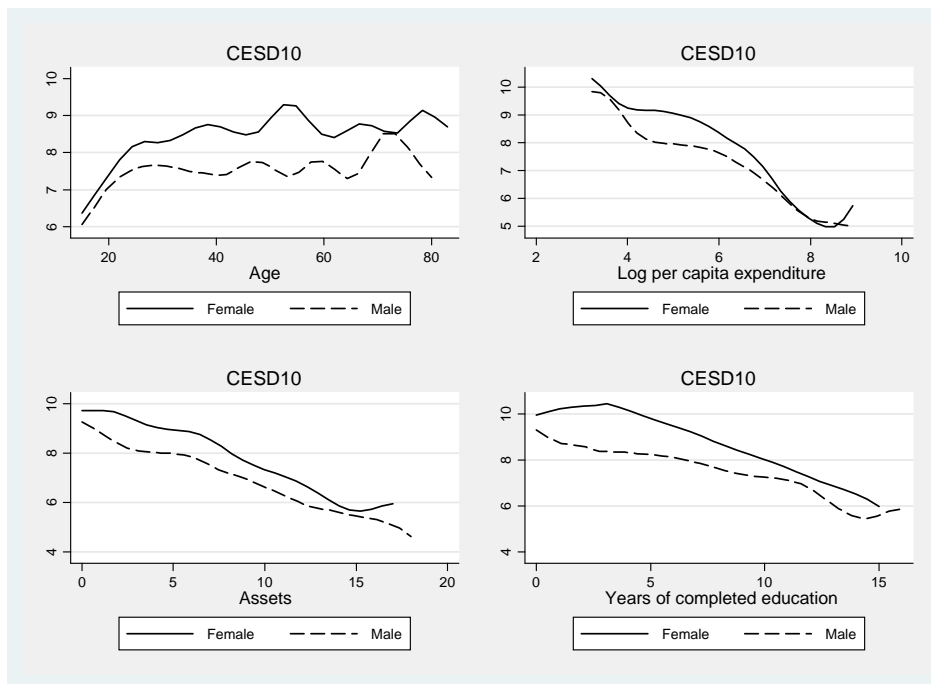 CESD10
10
9
8
7
6
20 40 60 80
Age
Female Male
CESD10
10
9
8
7
6
5
2 4 6 8 10
Log per capita expenditure
Female Male
CESD10
10
8
6
4
0 5 10 15 20
Assets
Female Male
CESD10
10
8
6
4
0 5 10 15
Years of completed education
Female Male